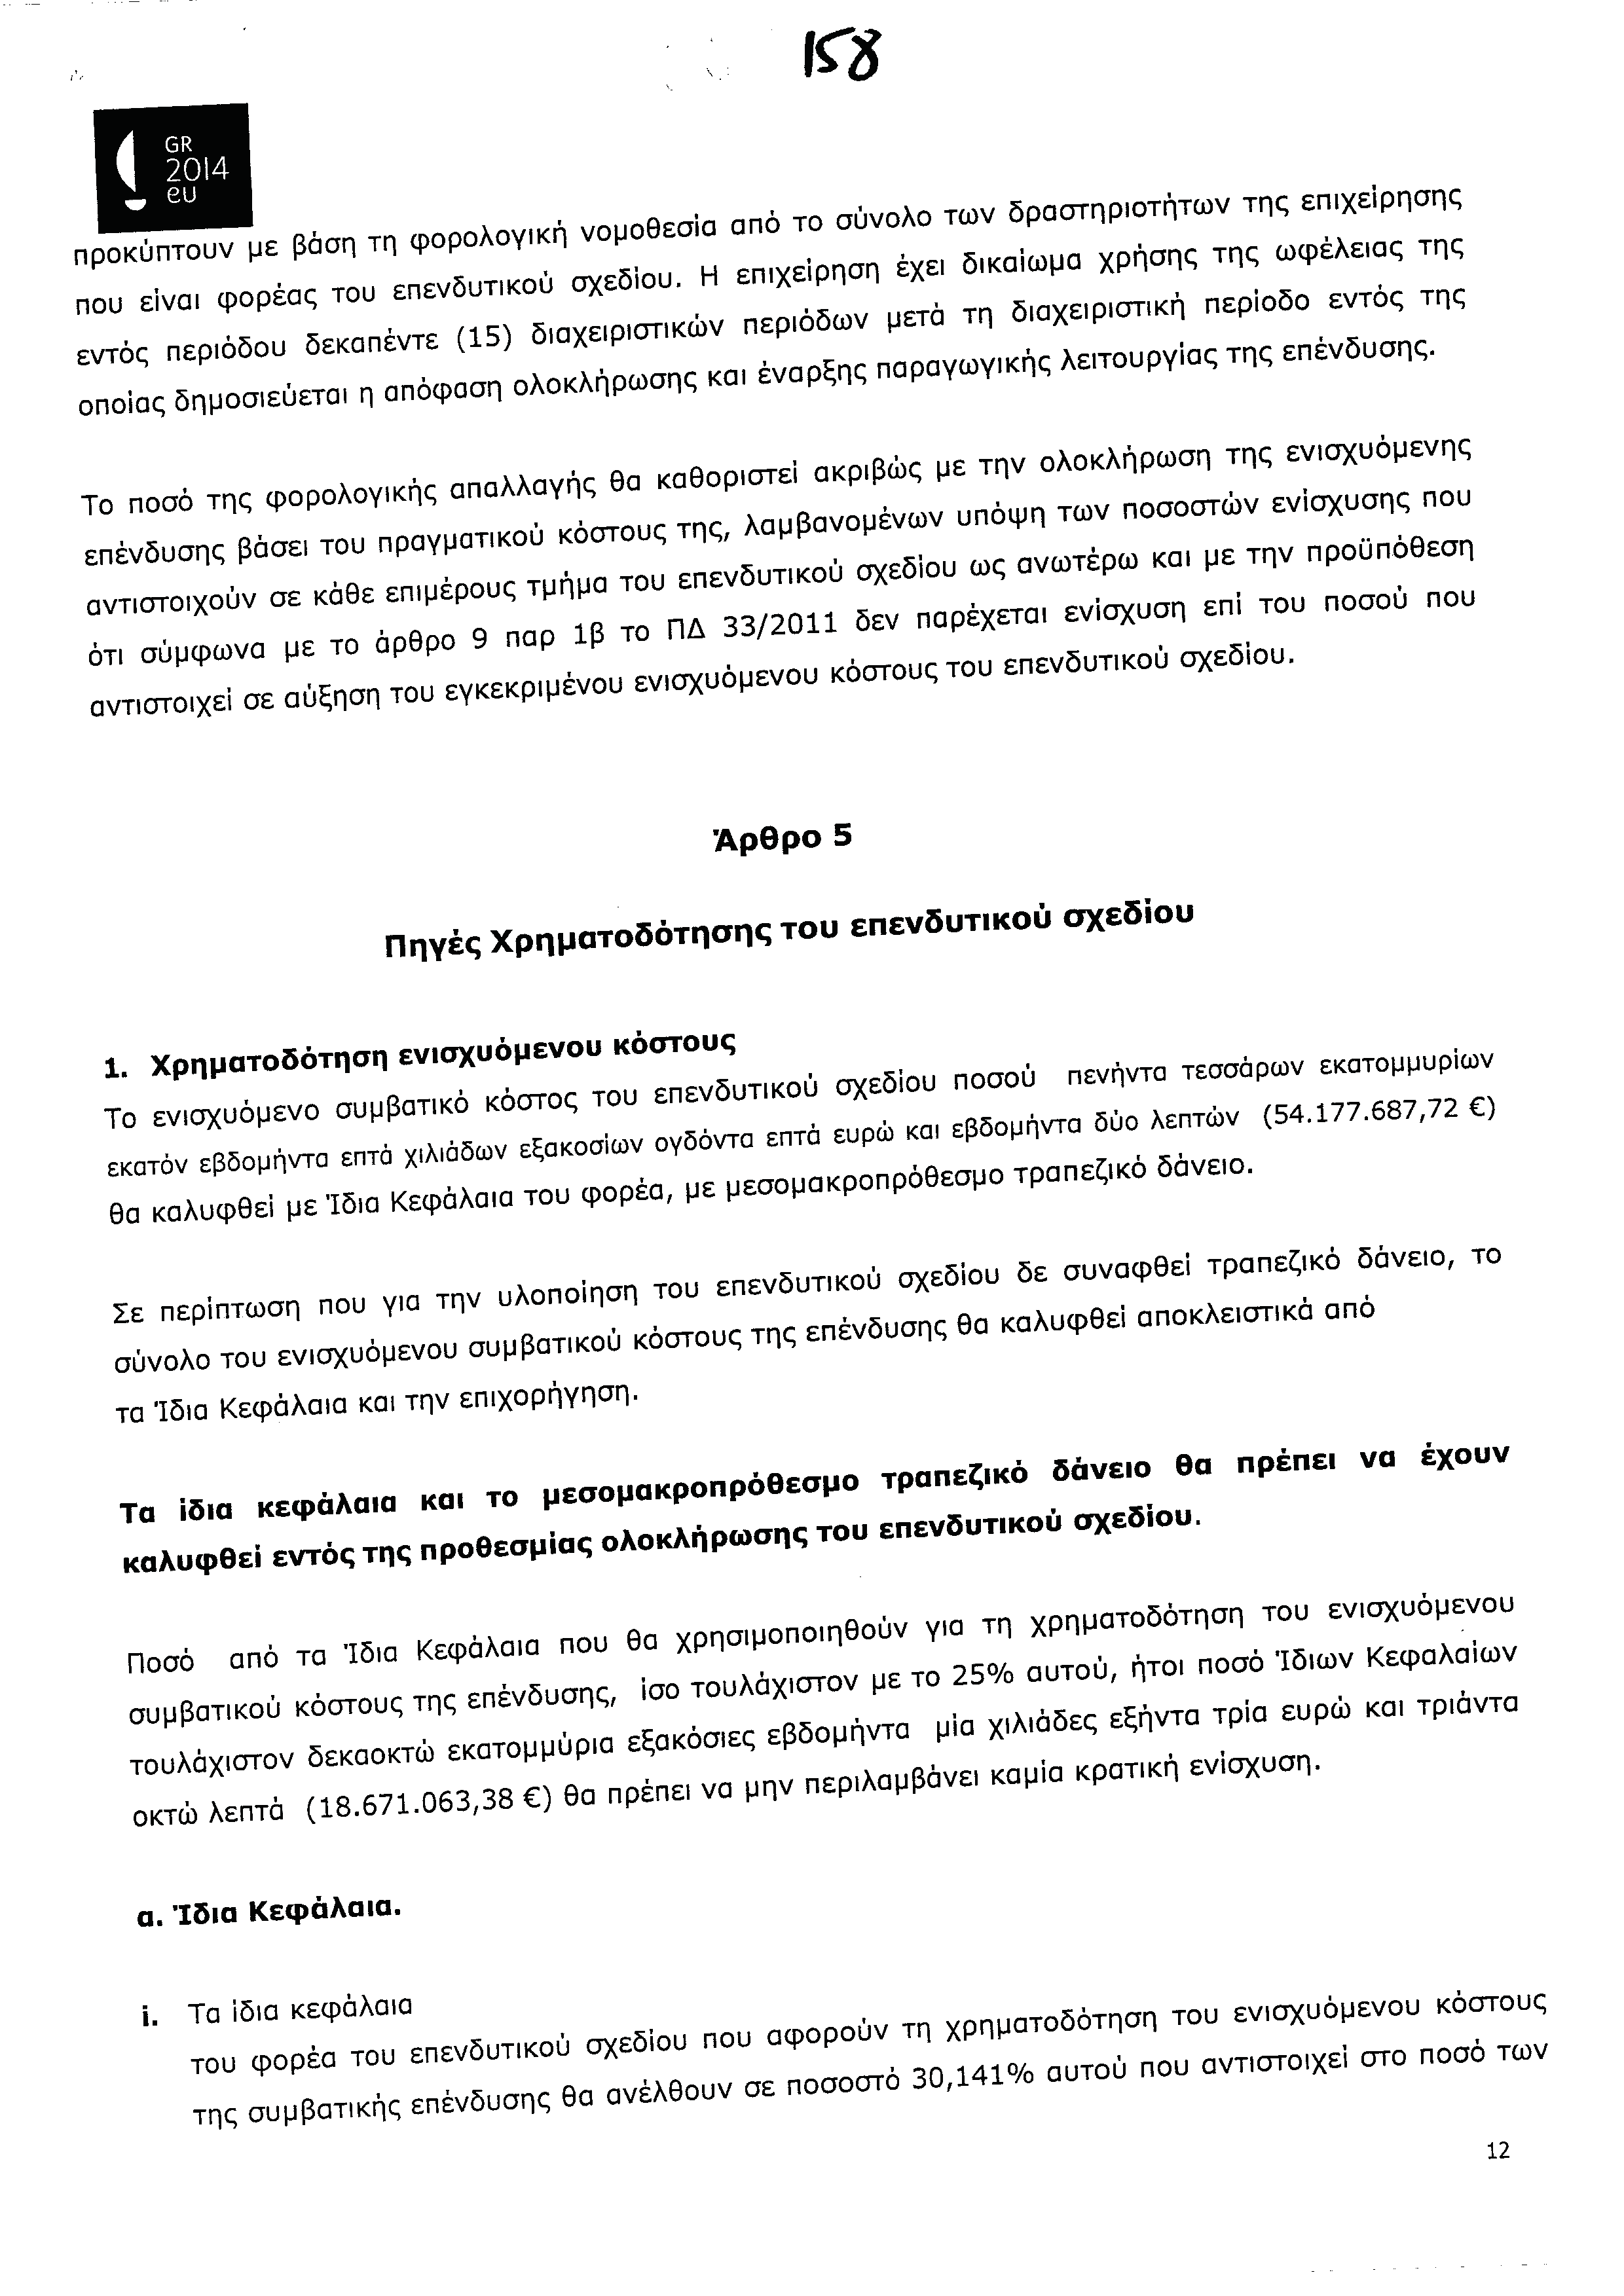 158
GR
2014
eu
προκύπτουν με βάση τη φορολογική νομοθεσία από το σύνολο των δραστηριοτήτων της επιχείρησης
που είναι φορέας του επενδυτικού σχεδίου. Η επιχείρηση έχει δικαίωμα χρήσης της ωφέλειας της
εντός περιόδου δεκαπέντε (15) διαχειριστικών περιόδων μετά τη διαχειριστική περίοδο εντός της
οποίας δημοσιεύεται η απόφαση ολοκλήρωσης και έναρξης παραγωγικής λειτουργίας της επένδυσης.
Το ποσό της φορολογικής απαλλαγής θα καθοριστεί ακριβώς με την ολοκλήρωση της ενισχυόμενης
επένδυσης βάσει του πραγματικού κόστους της, λαμβανομένων υπόψη των ποσοστών ενίσχυσης που
αντιστοιχούν σε κάθε επιμέρους τμήμα του επενδυτικού σχεδίου ως ανωτέρω και με την προϋπόθεση
ότι σύμφωνα με το άρθρο 9 παρ 1β το ΠΔ 33/2011 δεν παρέχεται ενίσχυση επί του ποσού που
αντιστοιχεί σε αύξηση του εγκεκριμένου ενισχυόμενου κόστους του επενδυτικού σχεδίου.
Άρθρο 5
Πηγές Χρηματοδότησης του επενδυτικού σχεδίου
1. Χρηματοδότηση ενισχυόμενου κόστους
Το ενισχυόμενο συμβατικό κόστος του επενδυτικού σχεδίου ποσού πενήντα τεσσάρων εκατομμυρίων
εκατόν εβδομήντα επτά χιλιάδων εξακοσίων ογδόντα επτά ευρώ και εβδομήντα δύο λεπτών (54.177.687,72 €)
θα καλυφθεί με Ίδια Κεφάλαια του φορέα, με μεσομακροπρόθεσμο τραπεζικό δάνειο.
Σε περίπτωση που για την υλοποίηση του επενδυτικού σχεδίου δε συναφθεί τραπεζικό δάνειο, το
σύνολο του ενισχυόμενου συμβατικού κόστους της επένδυσης θα καλυφθεί αποκλειστικά από
τα Ίδια Κεφάλαια και την επιχορήγηση.
Τα ίδια κεφάλαια και το μεσομακροπρόθεσμο τραπεζικό δάνειο θα πρέπει να έχουν
καλυφθεί εντός της προθεσμίας ολοκλήρωσης του επενδυτικού σχεδίου.
Ποσό από τα Ίδια Κεφάλαια που θα χρησιμοποιηθούν για τη χρηματοδότηση του ενισχυόμενου
συμβατικού κόστους της επένδυσης, ίσο τουλάχιστον με το 25% αυτού, ήτοι ποσό Ίδιων Κεφαλαίων
τουλάχιστον δεκαοκτώ εκατομμύρια εξακόσιες εβδομήντα μία χιλιάδες εξήντα τρία ευρώ και τριάντα
οκτώ λεπτά (18.671.063,38 €) θα πρέπει να μην περιλαμβάνει καμία κρατική ενίσχυση.
α. Ίδια Κεφάλαια.
i. Τα ίδια κεφάλαια
του φορέα του επενδυτικού σχεδίου που αφορούν τη χρηματοδότηση του ενισχυόμενου κόστους
της συμβατικής επένδυσης θα ανέλθουν σε ποσοστό 30,141% αυτού που αντιστοιχεί στο ποσό των
12